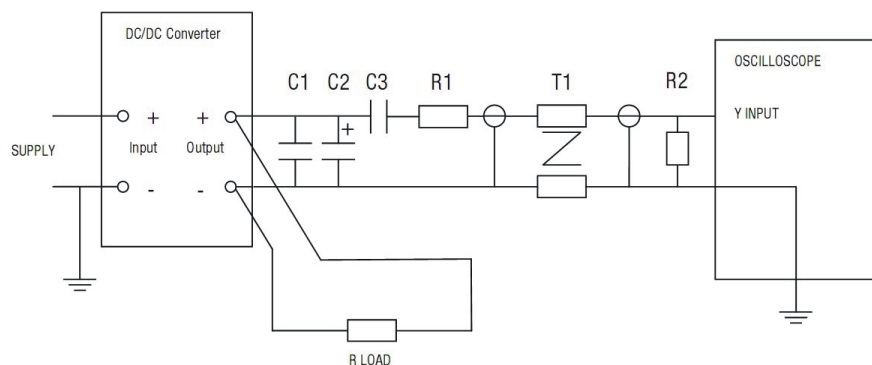 DC/DC Converter
OSCILLOSCOPE
C1 C2 C3 R1 T1 R2
+ + + + Y INPUT
SUPPLY Input Output
- -
R LOAD